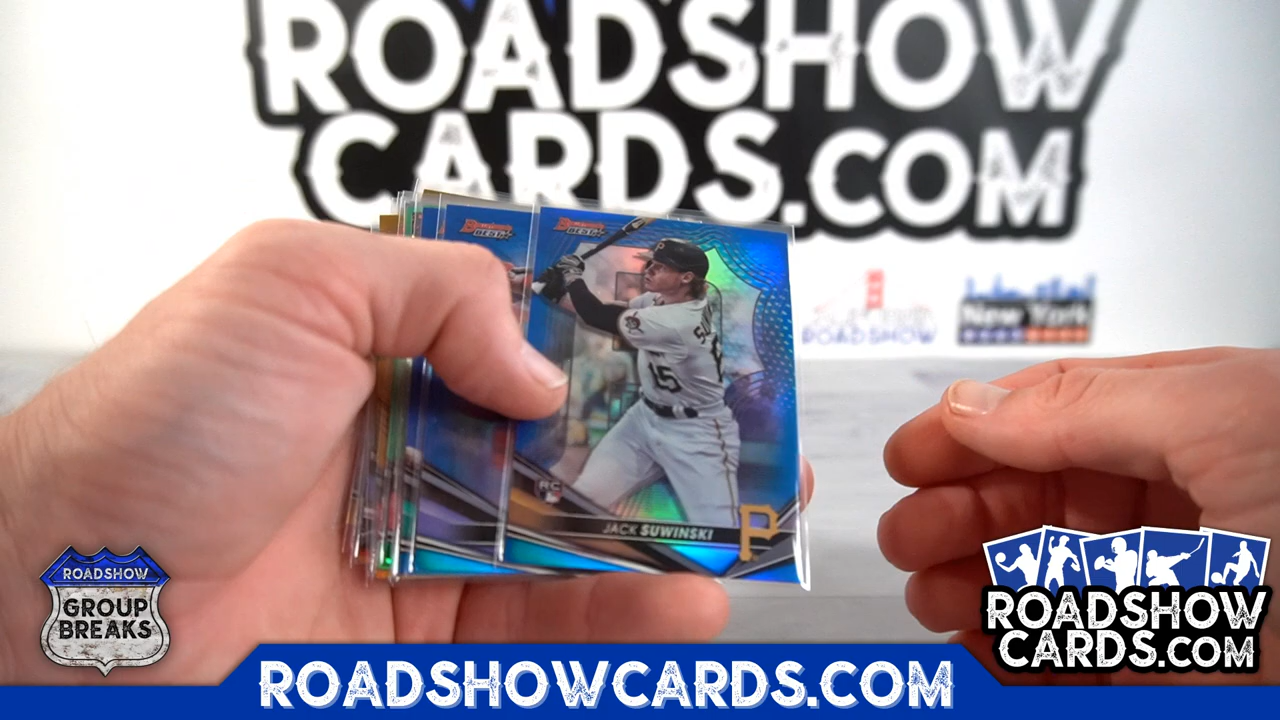 ROADSHOW
CARDS.COM
BOWMAN'S
BEST
BOWMAN'S
BEST
P
15
RC
JACK SUWINSKI
P
New York
ROADSHOW
ROADSHOW
GROUP
BREAKS
ROADSHOW
CARDS.COM
ROADSHOWCARDS.COM